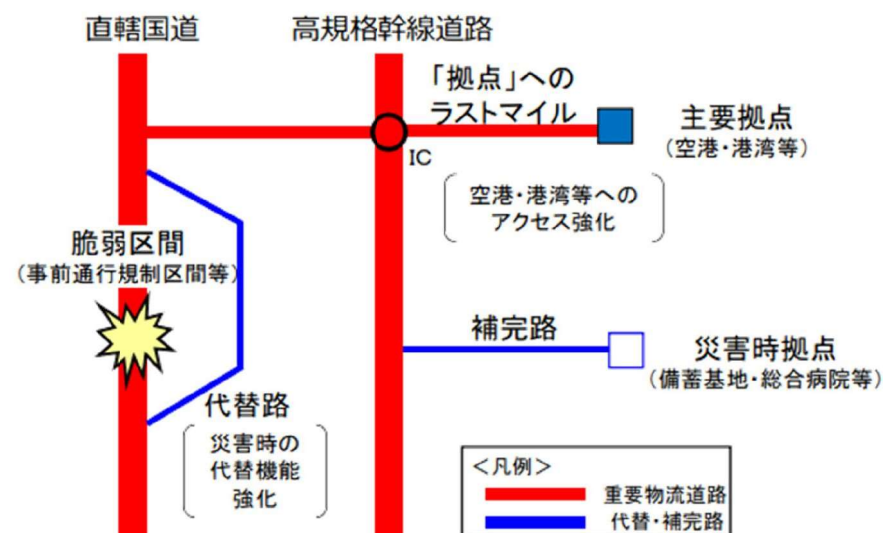 直轄国道
高規格幹線道路
「拠点」への
ラストマイル
主要拠点
（空港・港湾等）
IC
空港・港湾等への
アクセス強化
脆弱区間
（事前通行規制区間等）
補完路
災害時拠点
（備蓄基地・総合病院等）
代替路
災害時の
代替機能
強化
＜凡例＞
重要物流道路
代替・補完路